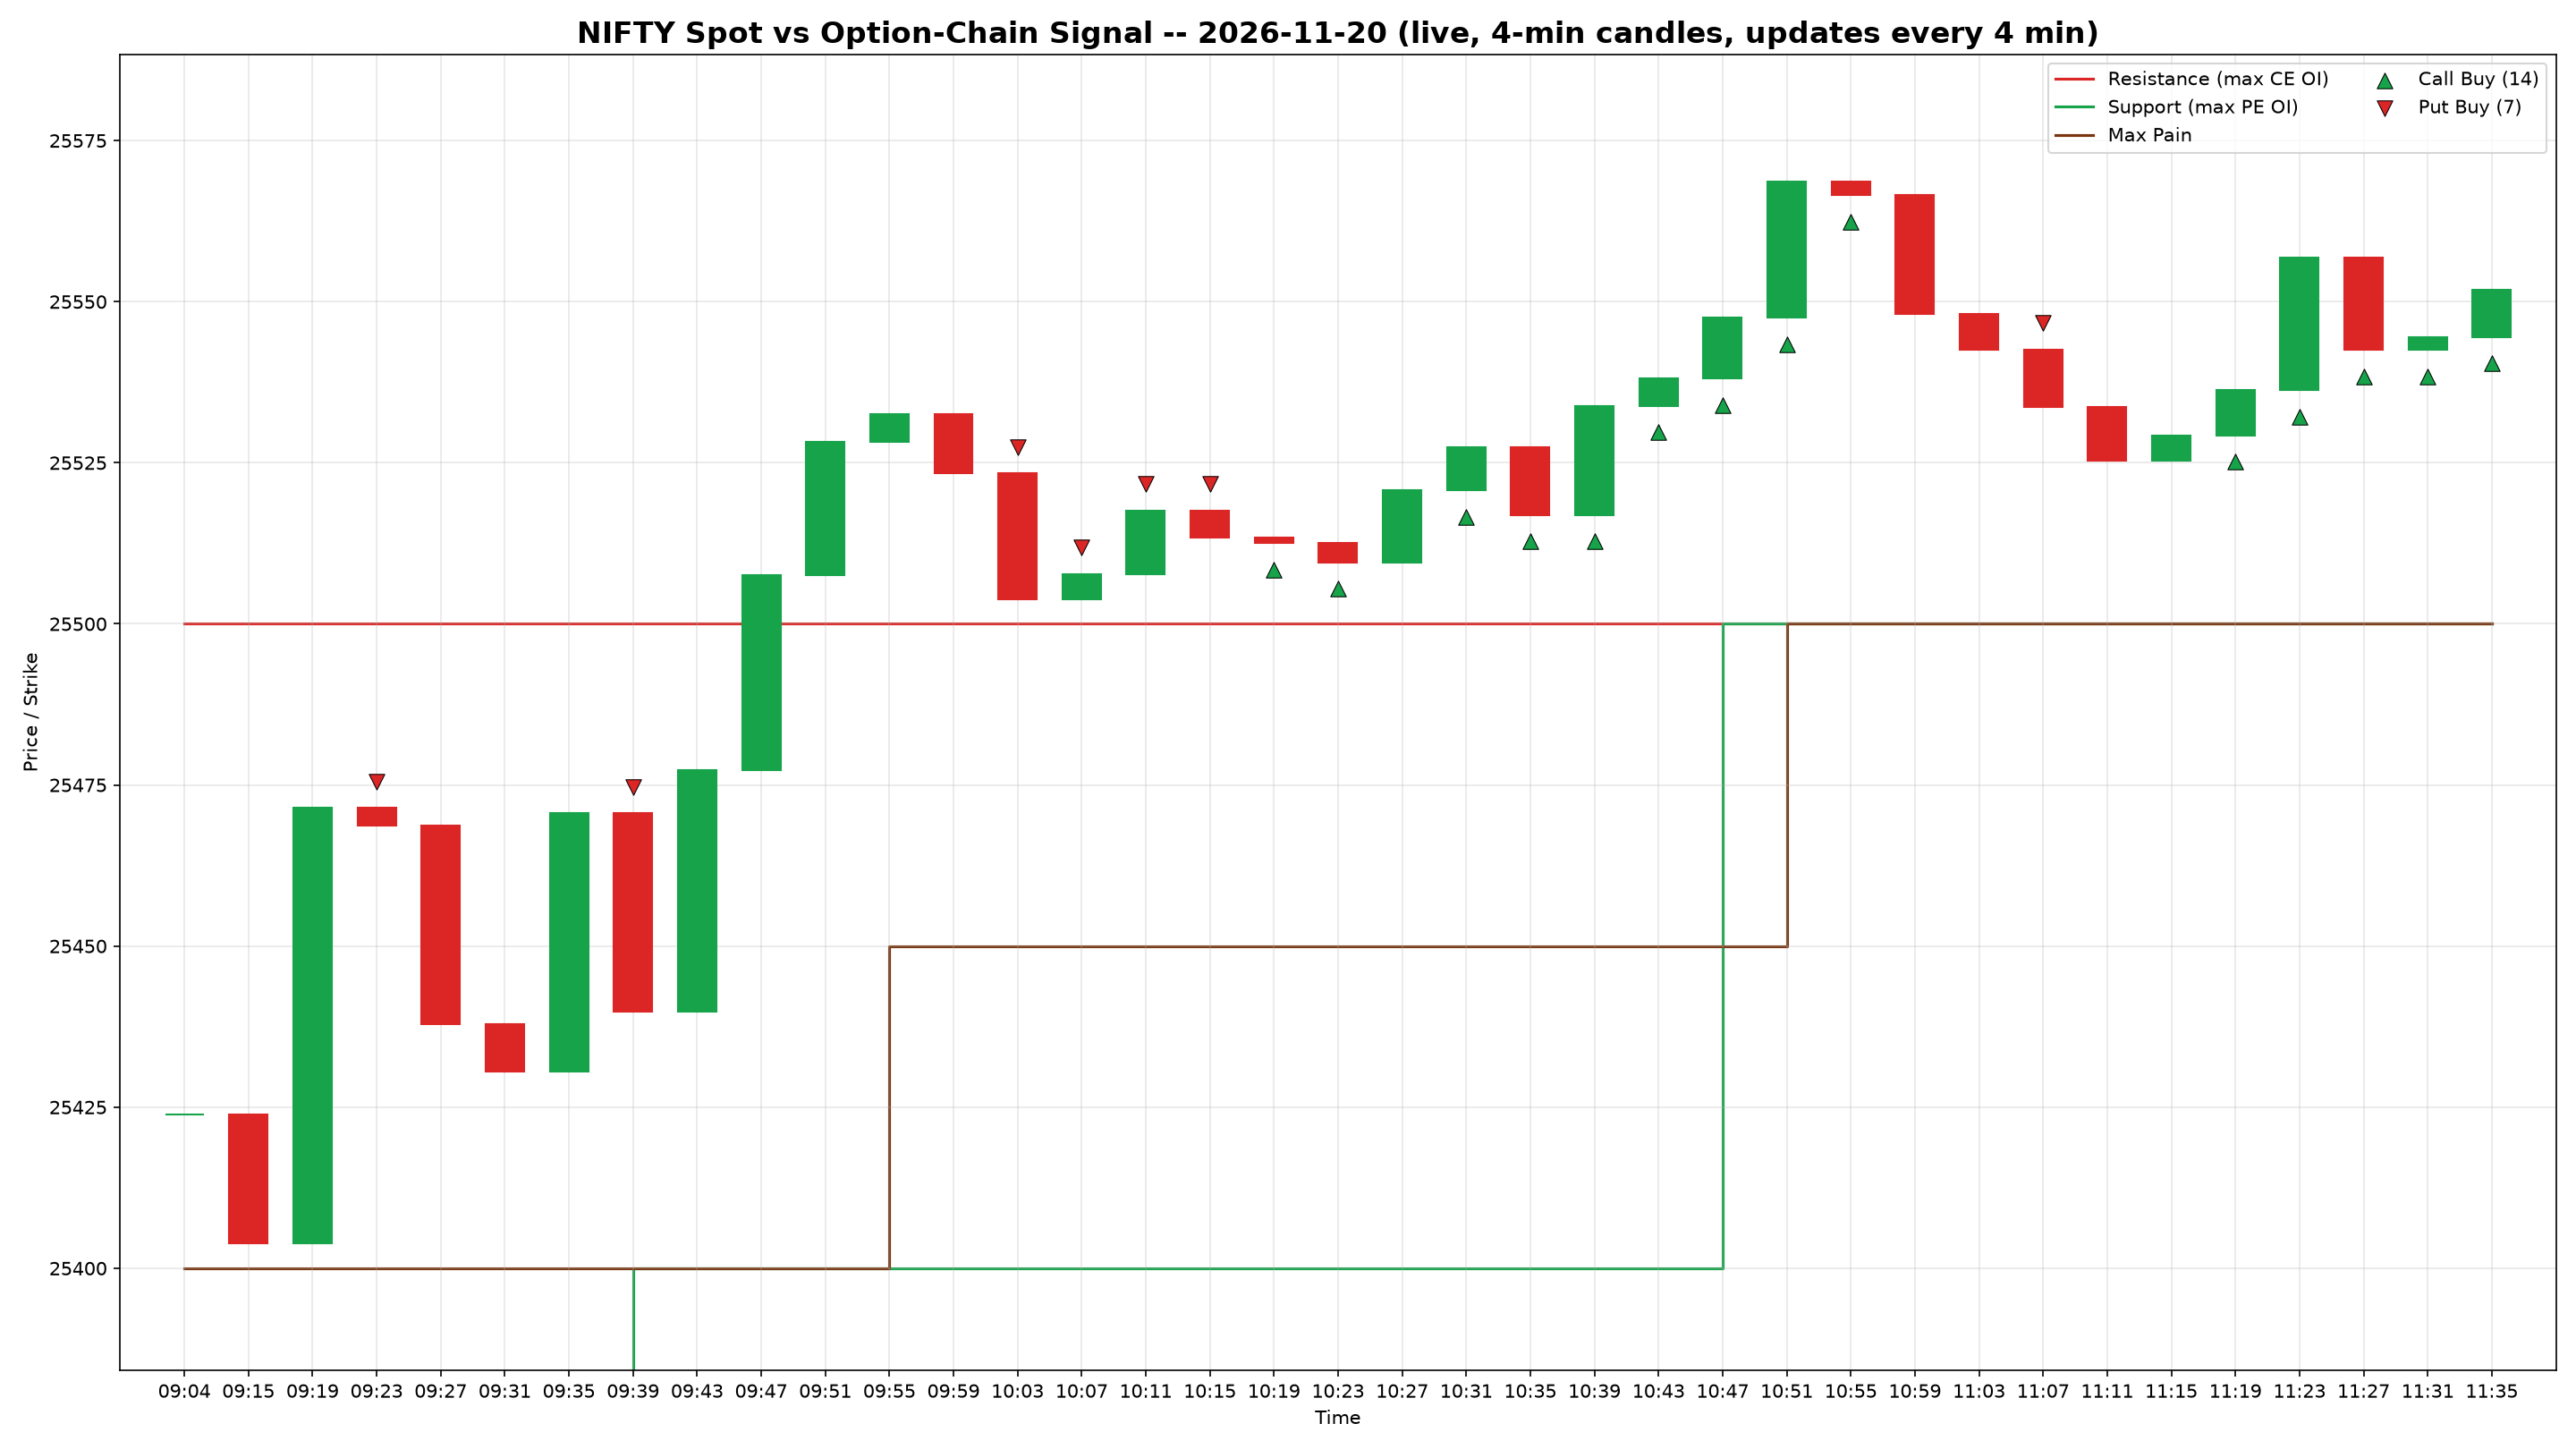 NIFTY Spot vs Option-Chain Signal -- 2026-11-20 (live, 4-min candles, updates every 4 min)
Resistance (max CE OI)
Support (max PE OI)
Max Pain
Call Buy (14)
Put Buy (7)
Price / Strike
25575
25550
25525
25500
25475
25450
25425
25400
09:04 09:15 09:19 09:23 09:27 09:31 09:35 09:39 09:43 09:47 09:51 09:55 09:59 10:03 10:07 10:11 10:15 10:19 10:23 10:27 10:31 10:35 10:39 10:43 10:47 10:51 10:55 10:59 11:03 11:07 11:11 11:15 11:19 11:23 11:27 11:31 11:35
Time